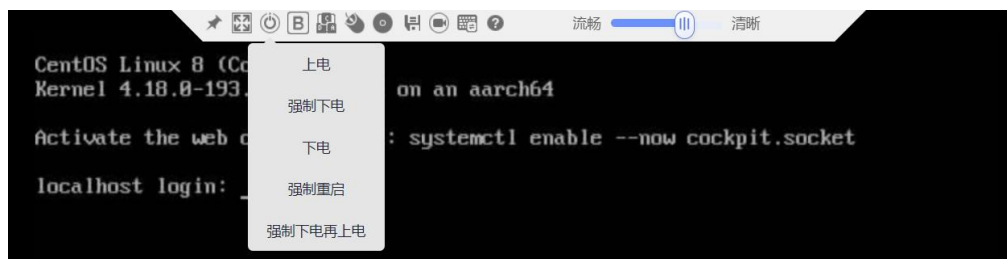 B 流畅 清晰
CentOS Linux 8 (Co
上电
Kernel 4.18.0-193. on an aarch64
强制下电
Activate the web c : systemctl enable --now cockpit.socket
下电
localhost login: _
强制重启
强制下电再上电